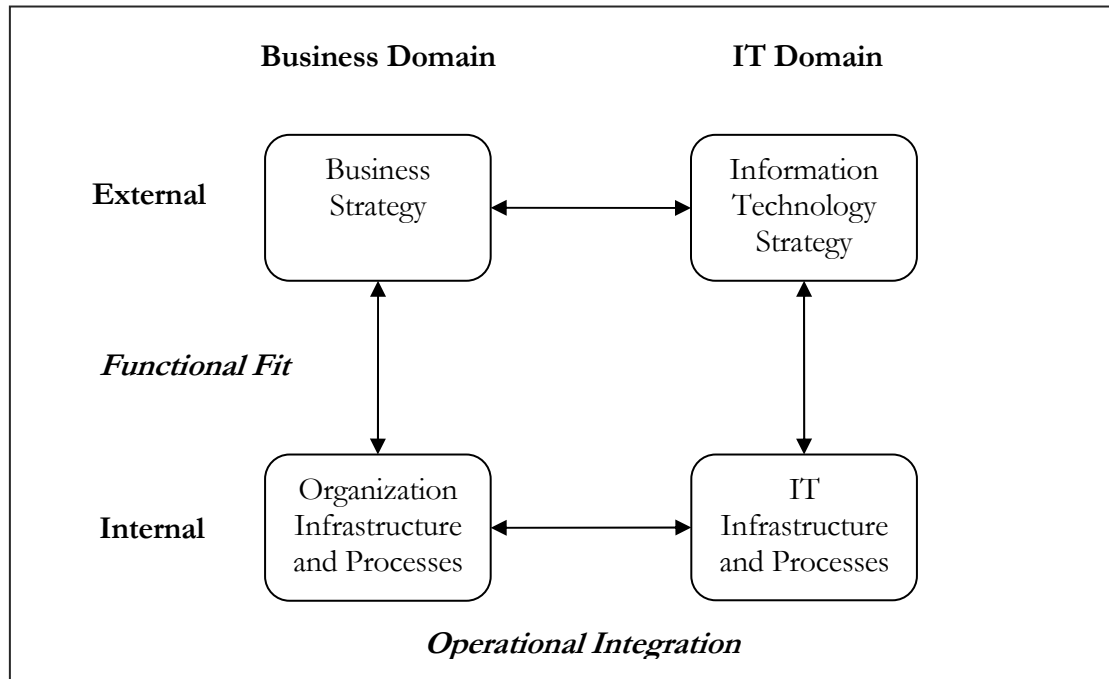 Business Domain
IT Domain
External
Business
Strategy
Information
Technology
Strategy
Functional Fit
Internal
Organization
Infrastructure
and Processes
IT
Infrastructure
and Processes
Operational Integration